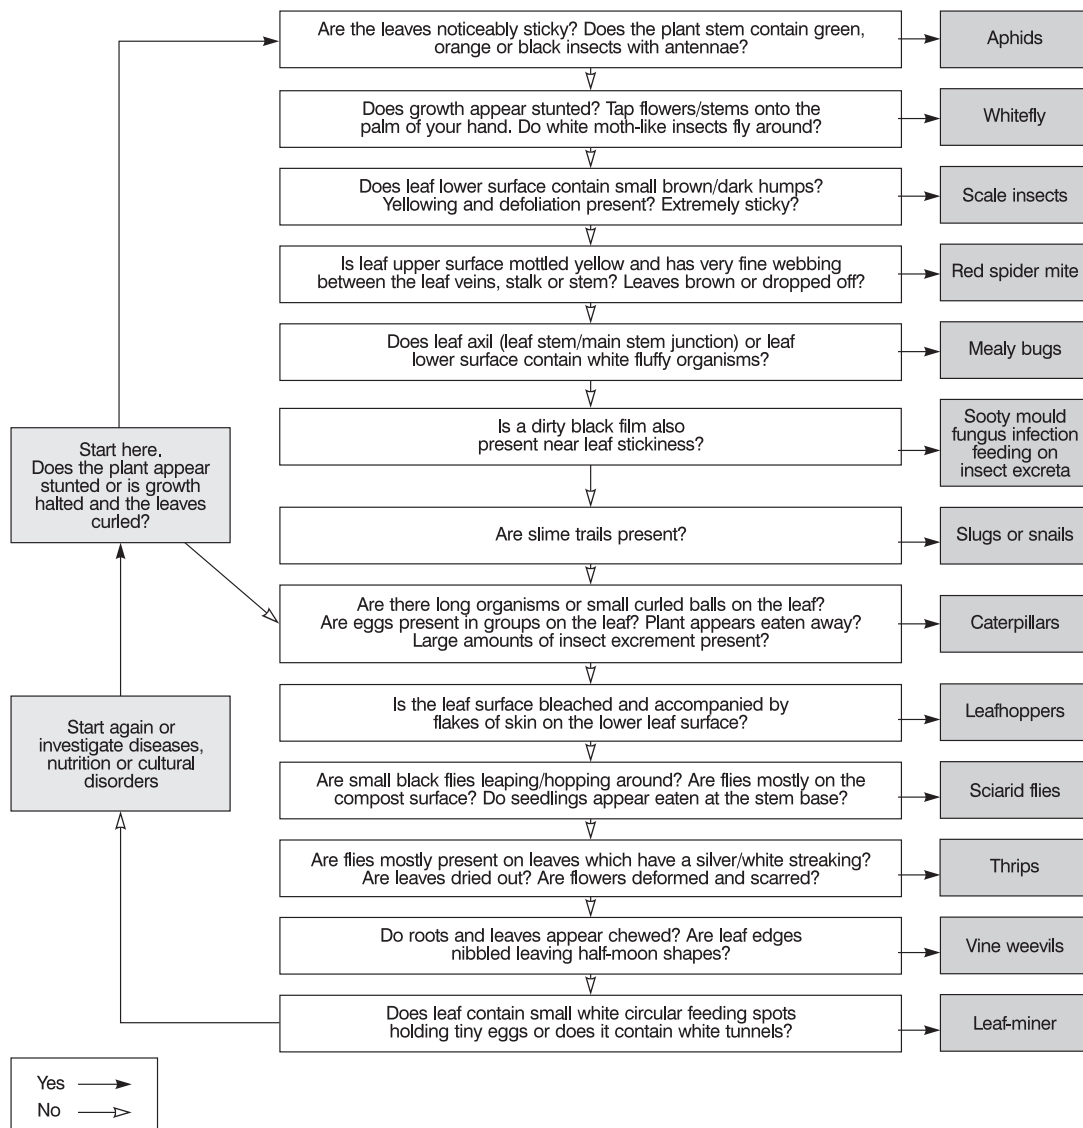 Are the leaves noticeably sticky? Does the plant stem contain green,
orange or black insects with antennae?
Aphids
Does growth appear stunted? Tap flowers/stems onto the
palm of your hand. Do white moth-like insects fly around?
Whitefly
Does leaf lower surface contain small brown/dark humps?
Yellowing and defoliation present? Extremely sticky?
Scale insects
Is leaf upper surface mottled yellow and has very fine webbing
between the leaf veins, stalk or stem? Leaves brown or dropped off?
Red spider mite
Does leaf axil (leaf stem/main stem junction) or leaf
lower surface contain white fluffy organisms?
Mealy bugs
Is a dirty black film also
present near leaf stickiness?
Sooty mould
fungus infection
feeding on
insect excreta
Start here.
Does the plant appear
stunted or is growth
halted and the leaves
curled?
Are slime trails present?
Slugs or snails
Are there long organisms or small curled balls on the leaf?
Are eggs present in groups on the leaf? Plant appears eaten away?
Large amounts of insect excrement present?
Caterpillars
Is the leaf surface bleached and accompanied by
flakes of skin on the lower leaf surface?
Leafhoppers
Start again or
investigate diseases,
nutrition or cultural
disorders
Are small black flies leaping/hopping around? Are flies mostly on the
compost surface? Do seedlings appear eaten at the stem base?
Sciarid flies
Are flies mostly present on leaves which have a silver/white streaking?
Are leaves dried out? Are flowers deformed and scarred?
Thrips
Do roots and leaves appear chewed? Are leaf edges
nibbled leaving half-moon shapes?
Vine weevils
Does leaf contain small white circular feeding spots
holding tiny eggs or does it contain white tunnels?
Leaf-miner
Yes
No